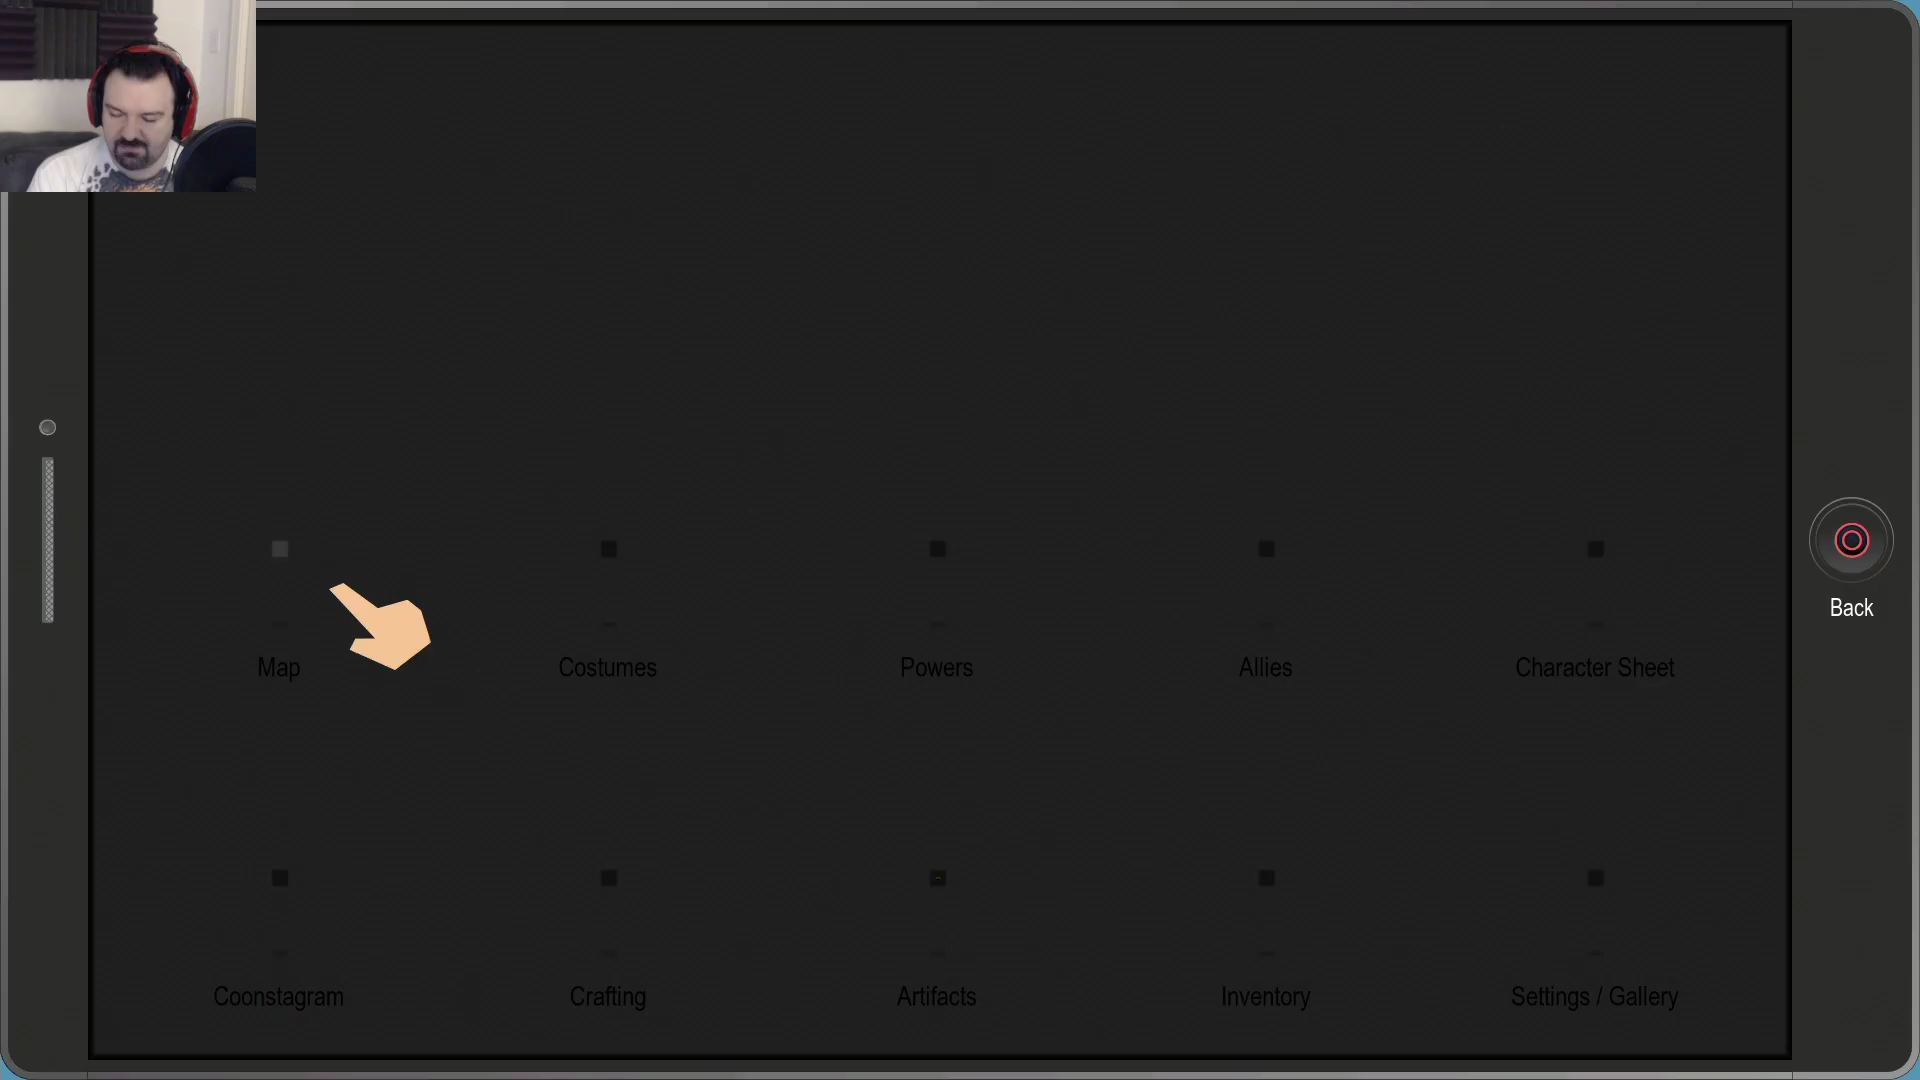 Back
Map
Costumes
Powers
Allies
Character Sheet
Coonstagram
Crafting
Artifacts
Inventory
Settings / Gallery